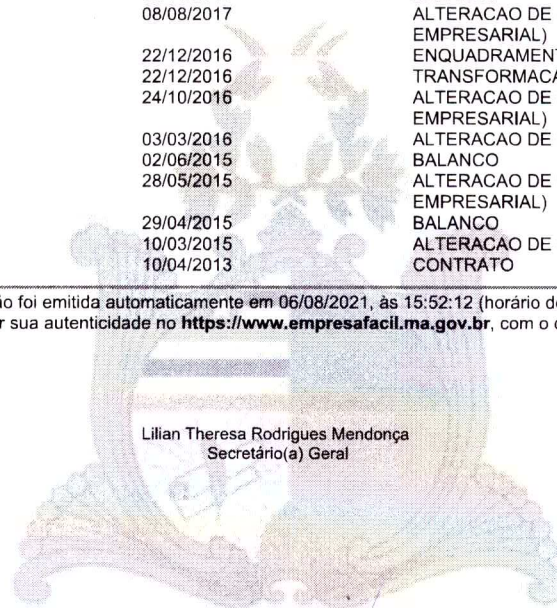 08/08/2017 ALTERACAO DE
EMPRESARIAL)
22/12/2016
22/12/2016
24/10/2016 ALTERACAO DE
EMPRESARIAL)
03/03/2016 ALTERACAO DE
02/06/2015 BALANCO
28/05/2015 ALTERACAO DE
EMPRESARIAL)
29/04/2015 BALANCO
10/03/2015 ALTERACAO DE
10/04/2013 CONTRATO
foi emitida automaticamente em 06/08/2021, às 15:52:12 (horário
sua autenticidade no https://www.empresafacil.ma.gov.br, com o
Lilian Theresa Rodrigues Mendonça
Secretário(a) Geral